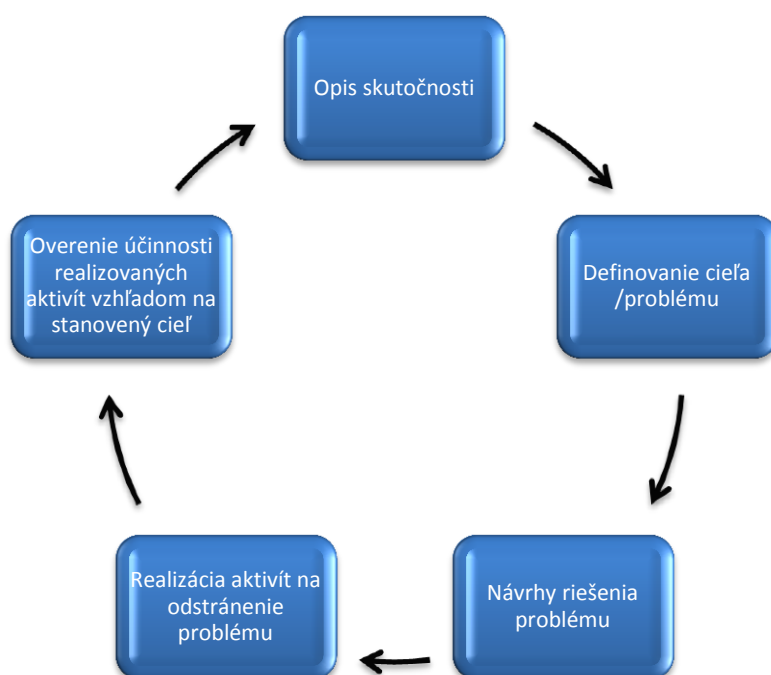 Opis skutočnosti
Definovanie cieľa
/problému
Návrhy riešenia
problému
Realizácia aktivít na
odstránenie
problému
Overenie účinnosti
realizovaných
aktivít vzhľadom na
stanovený cieľ